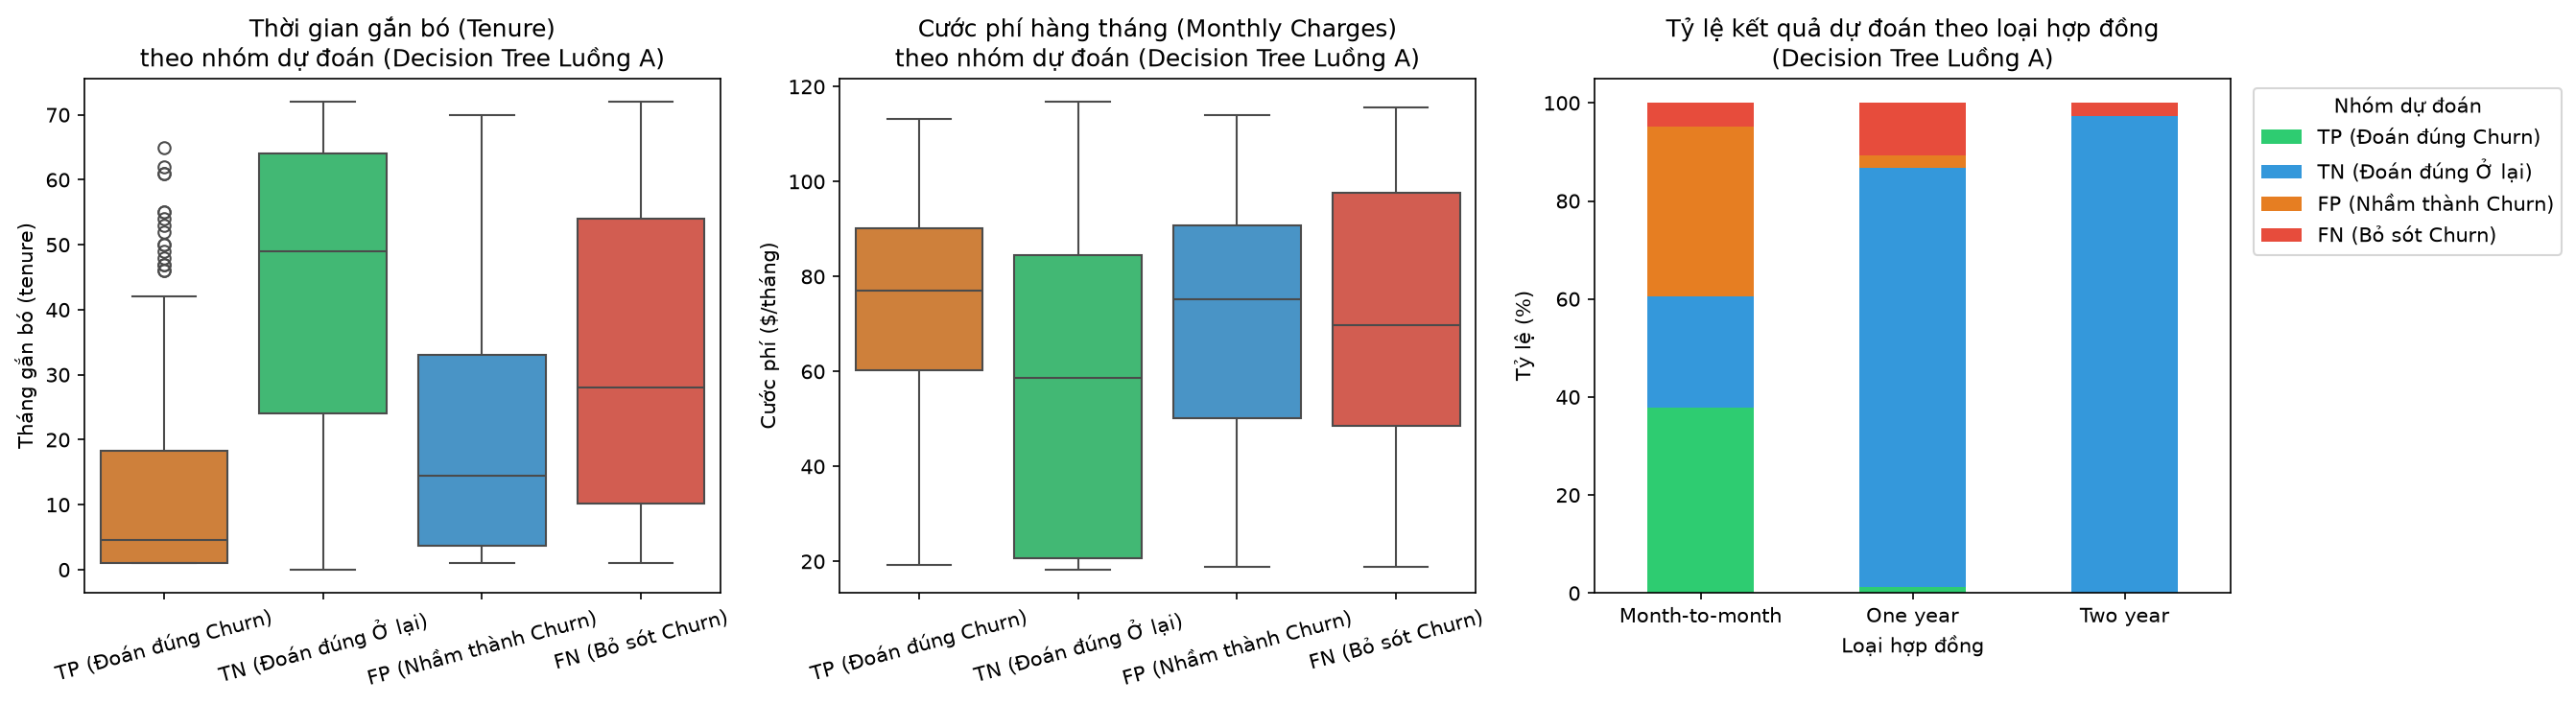 Thời gian gắn bó (Tenure)
theo nhóm dự đoán (Decision Tree Luồng A)
Tháng gắn bó (tenure)
70
60
50
40
30
20
10
0
TP (Đoán đúng Churn)
TN (Đoán đúng Ở lại)
FP (Nhầm thành Churn)
FN (Bỏ sót Churn)
Cước phí hàng tháng (Monthly Charges)
theo nhóm dự đoán (Decision Tree Luồng A)
Cước phí ($/tháng)
120
100
80
60
40
20
TP (Đoán đúng Churn)
TN (Đoán đúng Ở lại)
FP (Nhầm thành Churn)
FN (Bỏ sót Churn)
Tỷ lệ kết quả dự đoán theo loại hợp đồng
(Decision Tree Luồng A)
Tỷ lệ (%)
100
80
60
40
20
0
Month-to-month
One year
Two year
Loại hợp đồng
Nhóm dự đoán
TP (Đoán đúng Churn)
TN (Đoán đúng Ở lại)
FP (Nhầm thành Churn)
FN (Bỏ sót Churn)